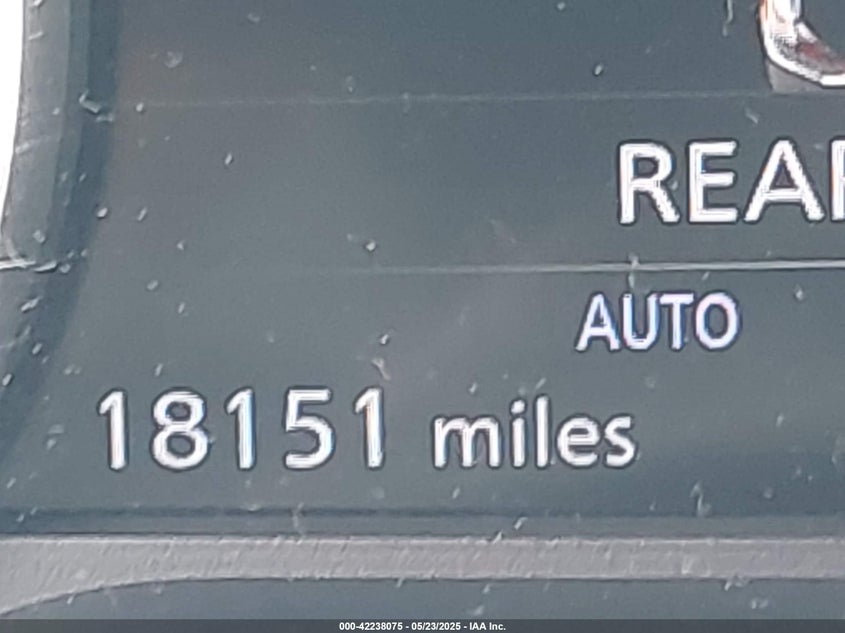 REAR
AUTO
18151 miles
000-42238075 - 05/23/2025 - IAA Inc.